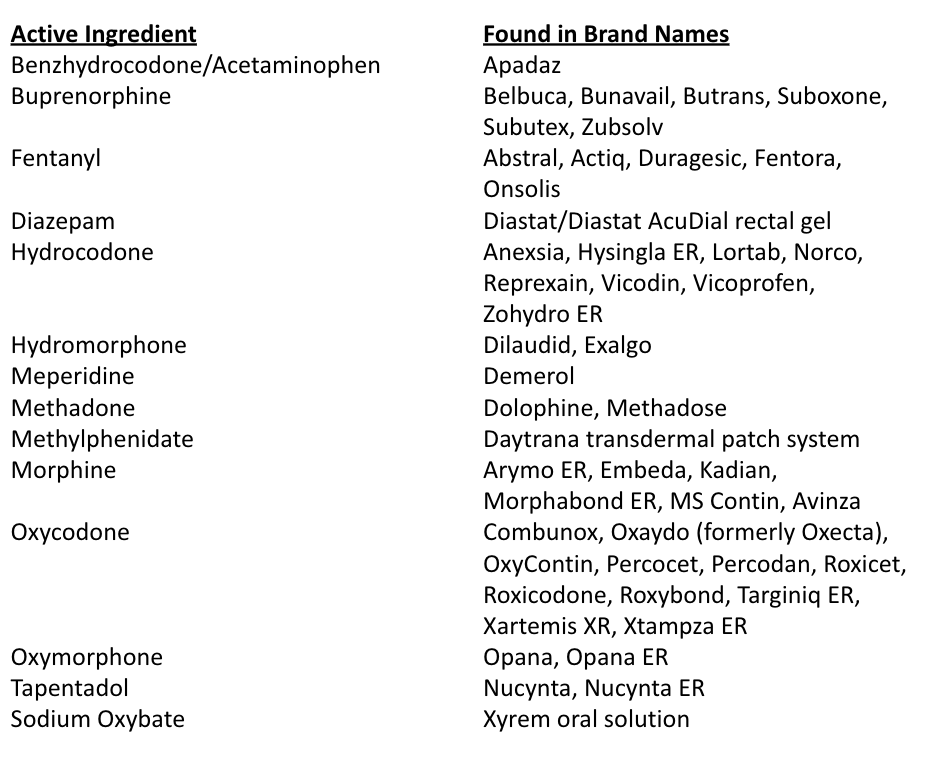 Active Ingredient Found in Brand Names
Benzhydrocodone/Acetaminophen Apadaz
Buprenorphine Belbuca, Bunavail, Butrans, Suboxone,
Subutex, Zubsolv
Fentanyl Abstral, Actiq, Duragesic, Fentora,
Onsolis
Diazepam Diastat/Diastat AcuDial rectal gel
Hydrocodone Anexsia, Hysingla ER, Lortab, Norco,
Reprexain, Vicodin, Vicoprofen,
Zohydro ER
Hydromorphone Dilaudid, Exalgo
Meperidine Demerol
Methadone Dolophine, Methadose
Methylphenidate Daytrana transdermal patch system
Morphine Arymo ER, Embeda, Kadian,
Morphabond ER, MS Contin, Avinza
Oxycodone Combunox, Oxaydo (formerly Oxecta),
OxyContin, Percocet, Percodan, Roxicet,
Roxicodone, Roxybond, Targiniq ER,
Xartemis XR, Xtampza ER
Oxymorphone Opana, Opana ER
Tapentadol Nucynta, Nucynta ER
Sodium Oxybate Xyrem oral solution